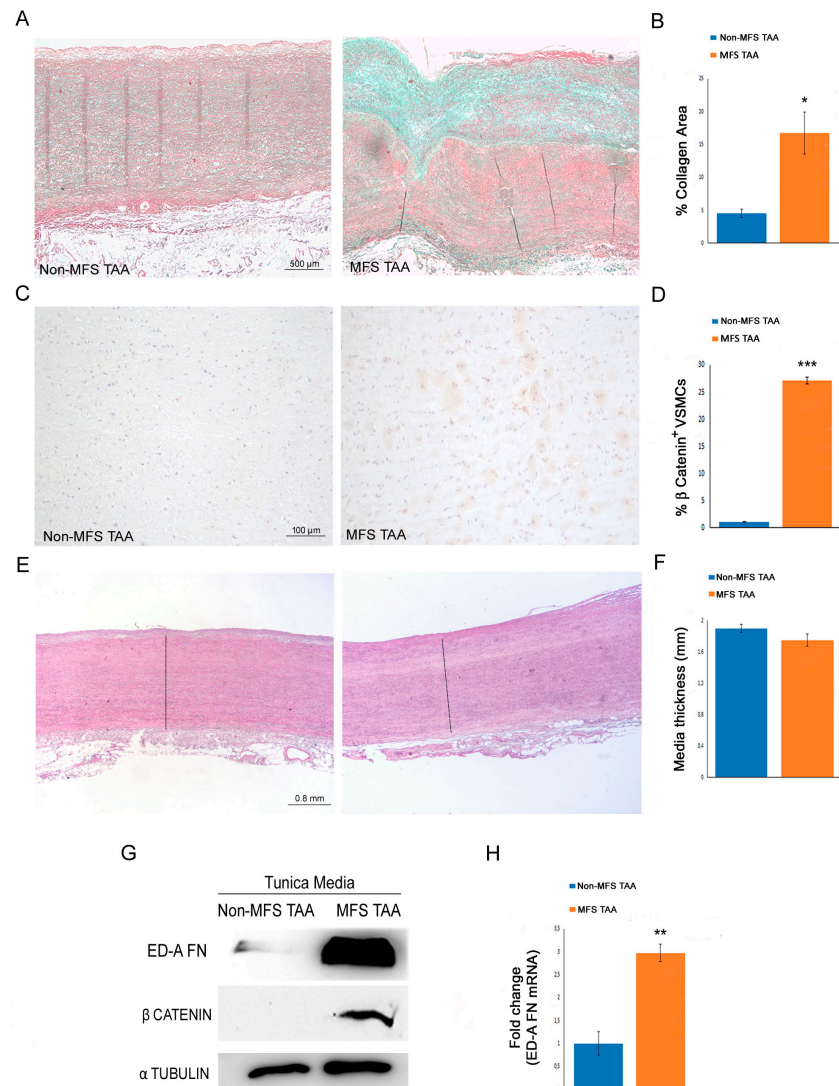 A
Non-MFS TAA
500 µm
MFS TAA
B
Non-MFS TAA
MFS TAA
% Collagen Area
25
20
15
10
5
0
*
C
Non-MFS TAA
100 µm
MFS TAA
D
Non-MFS TAA
MFS TAA
% β Catenin+ VSMCs
30
25
20
15
10
5
0
***
E
0.8 mm
F
Non-MFS TAA
MFS TAA
Media thickness (mm)
2
1,6
1,2
0,8
0,4
0
G
Tunica Media
Non-MFS TAA MFS TAA
ED-A FN
β CATENIN
α TUBULIN
H
Non-MFS TAA
MFS TAA
Fold change
(ED-A FN mRNA)
3,5
3
2,5
2
1,5
1
0,5
**